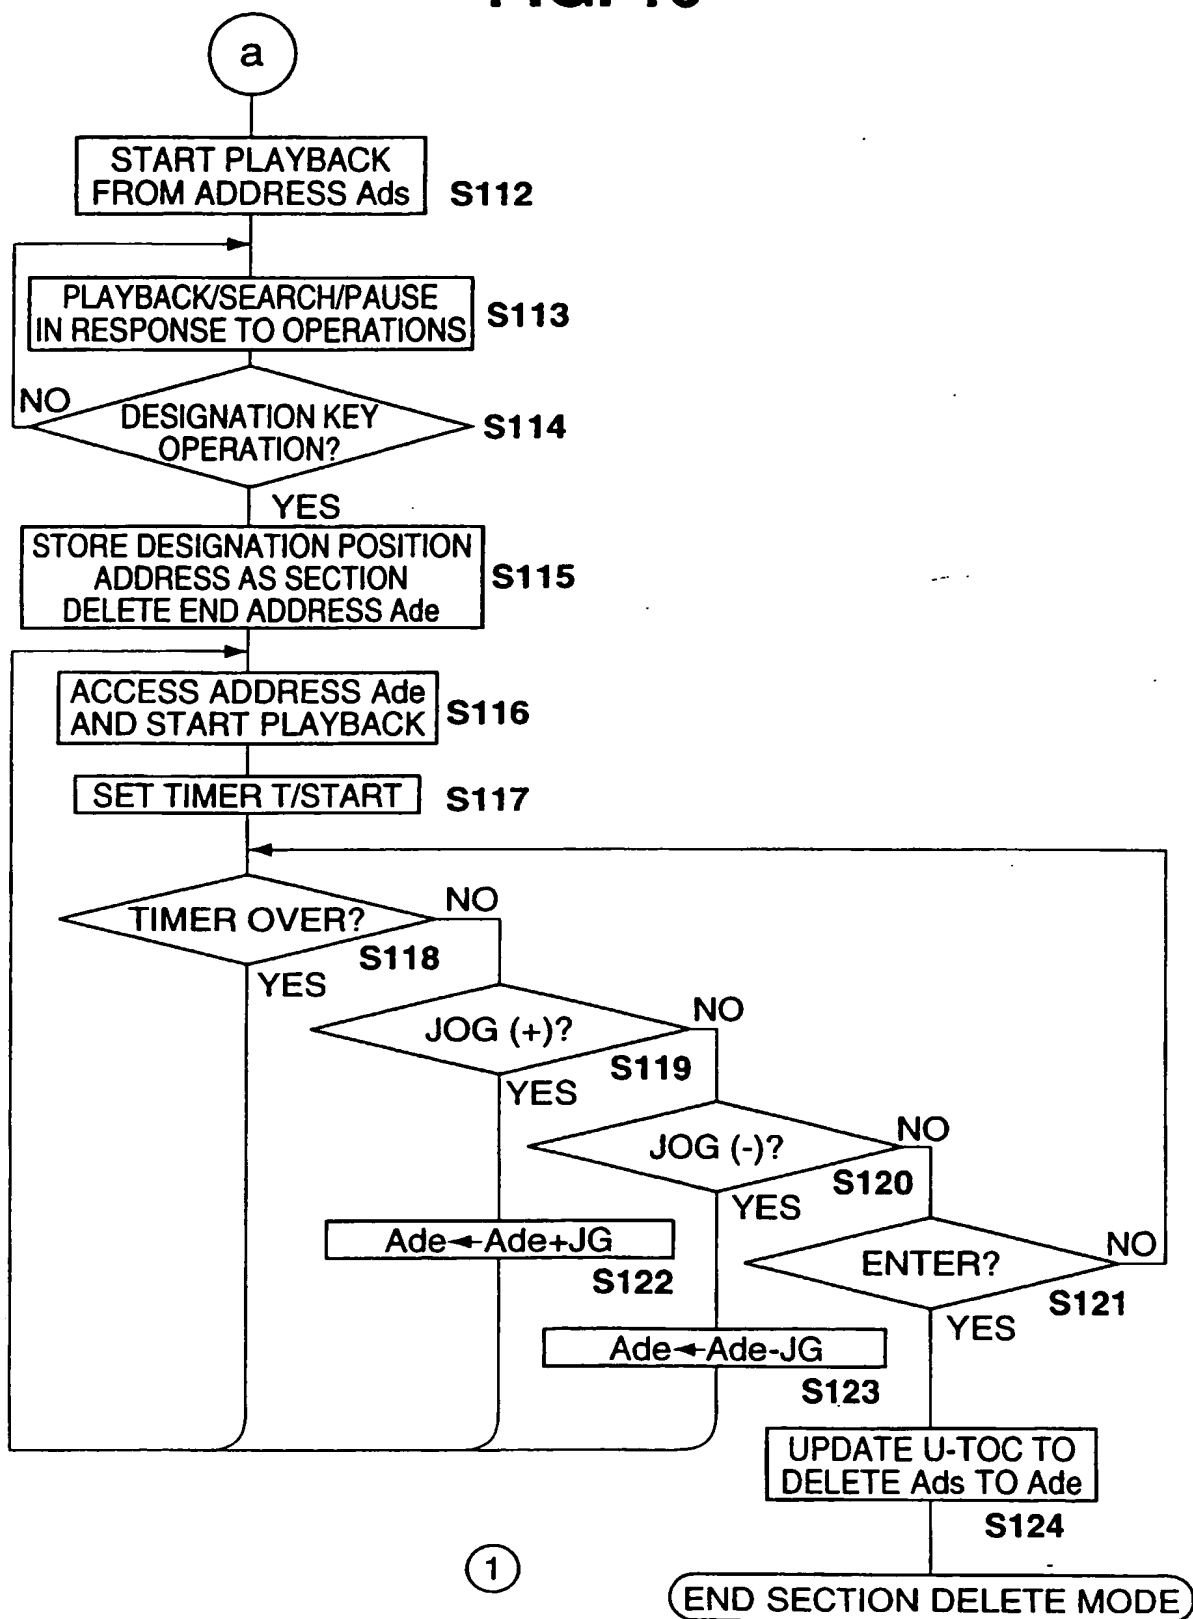 a
START PLAYBACK
FROM ADDRESS Ads
S112
PLAYBACK/SEARCH/PAUSE
IN RESPONSE TO OPERATIONS
S113
NO
DESIGNATION KEY
OPERATION?
S114
YES
STORE DESIGNATION POSITION
ADDRESS AS SECTION
DELETE END ADDRESS Ade
S115
ACCESS ADDRESS Ade
AND START PLAYBACK
S116
SET TIMER T/START
S117
TIMER OVER?
NO
S118
YES
JOG (+)?
NO
S119
YES
JOG (-)?
NO
S120
YES
Ade←Ade+JG
S122
ENTER?
NO
S121
YES
Ade←Ade-JG
S123
UPDATE U-TOC TO
DELETE Ads TO Ade
S124
1
END SECTION DELETE MODE